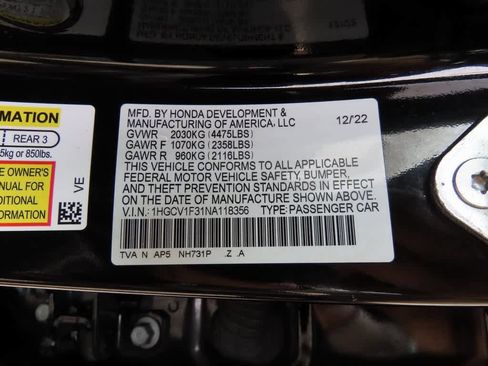 MFD. BY HONDA DEVELOPMENT &
MANUFACTURING OF AMERICA, LLC 12/22
GVWR 2030KG (4475LBS)
GAWR F 1070KG (2358LBS)
GAWR R 960KG (2116LBS)
THIS VEHICLE CONFORMS TO ALL APPLICABLE
FEDERAL MOTOR VEHICLE SAFETY, BUMPER,
AND THEFT PREVENTION STANDARDS IN EFFECT
ON THE DATE OF MANUFACTURE SHOWN ABOVE.
V.I.N.: 1HGCV1F31NA118356 TYPE: PASSENGER CAR
TVA N AP5 NH731P .Z .A
MATION
REAR 3
5kg or 850lbs.
E OWNER'S
ANUAL FOR
DDITIONAL
ORMATION
VE